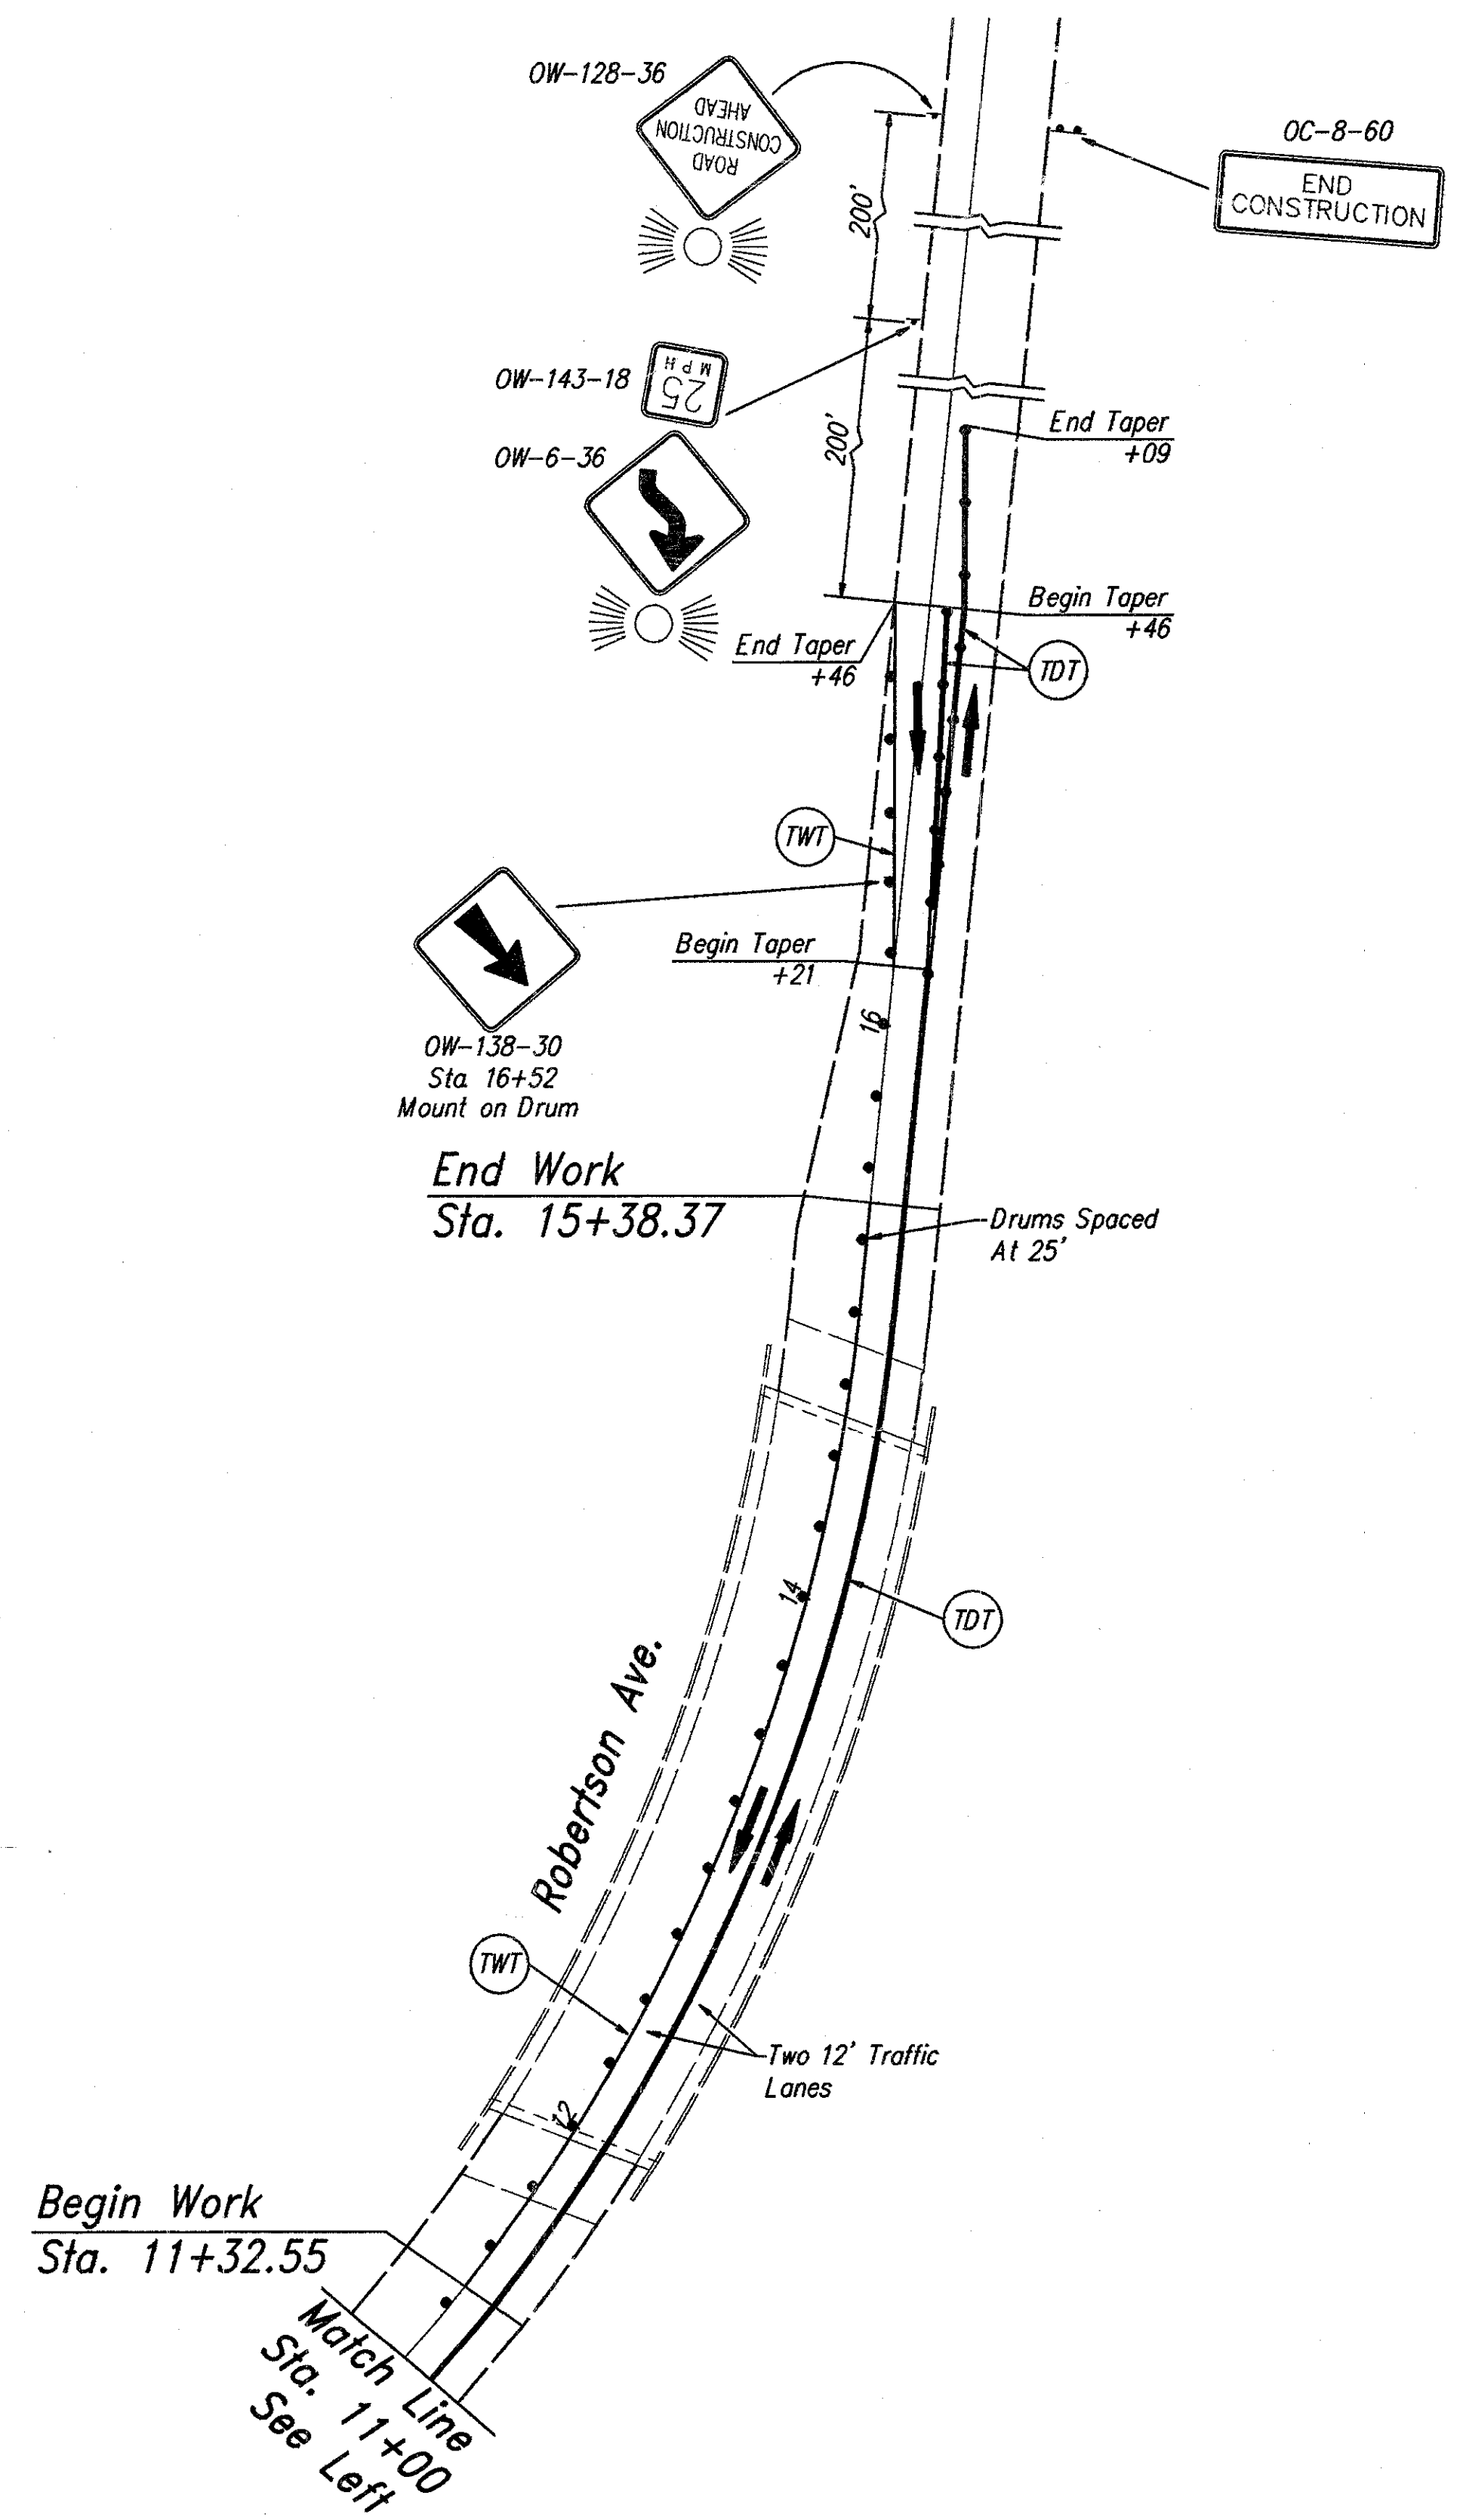 OW-128-36
ROAD
CONSTRUCTION
AHEAD
OC-8-60
END
CONSTRUCTION
200'
OW-143-18
25
MPH
OW-6-36
200'
End Taper
+09
Begin Taper
+46
End Taper
+46
TDT
TWT
Begin Taper
+21
16
OW-138-30
Sta 16+52
Mount on Drum
End Work
Sta. 15+38.37
Drums Spaced
At 25'
14
TDT
Robertson Ave.
TWT
Two 12' Traffic
Lanes
12
Begin Work
Sta. 11+32.55
Match Line
Sta. 11+00
See Left